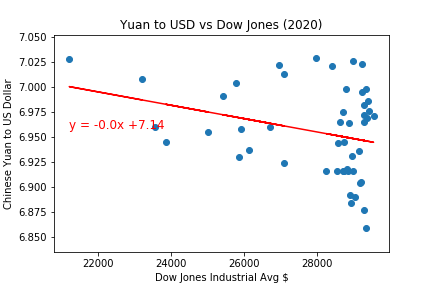 Yuan to USD vs Dow Jones (2020)
7.050
7.025
7.000
6.975
6.950
6.925
6.900
6.875
6.850
Chinese Yuan to US Dollar
y = -0.0x +7.14
22000 24000 26000 28000
Dow Jones Industrial Avg $